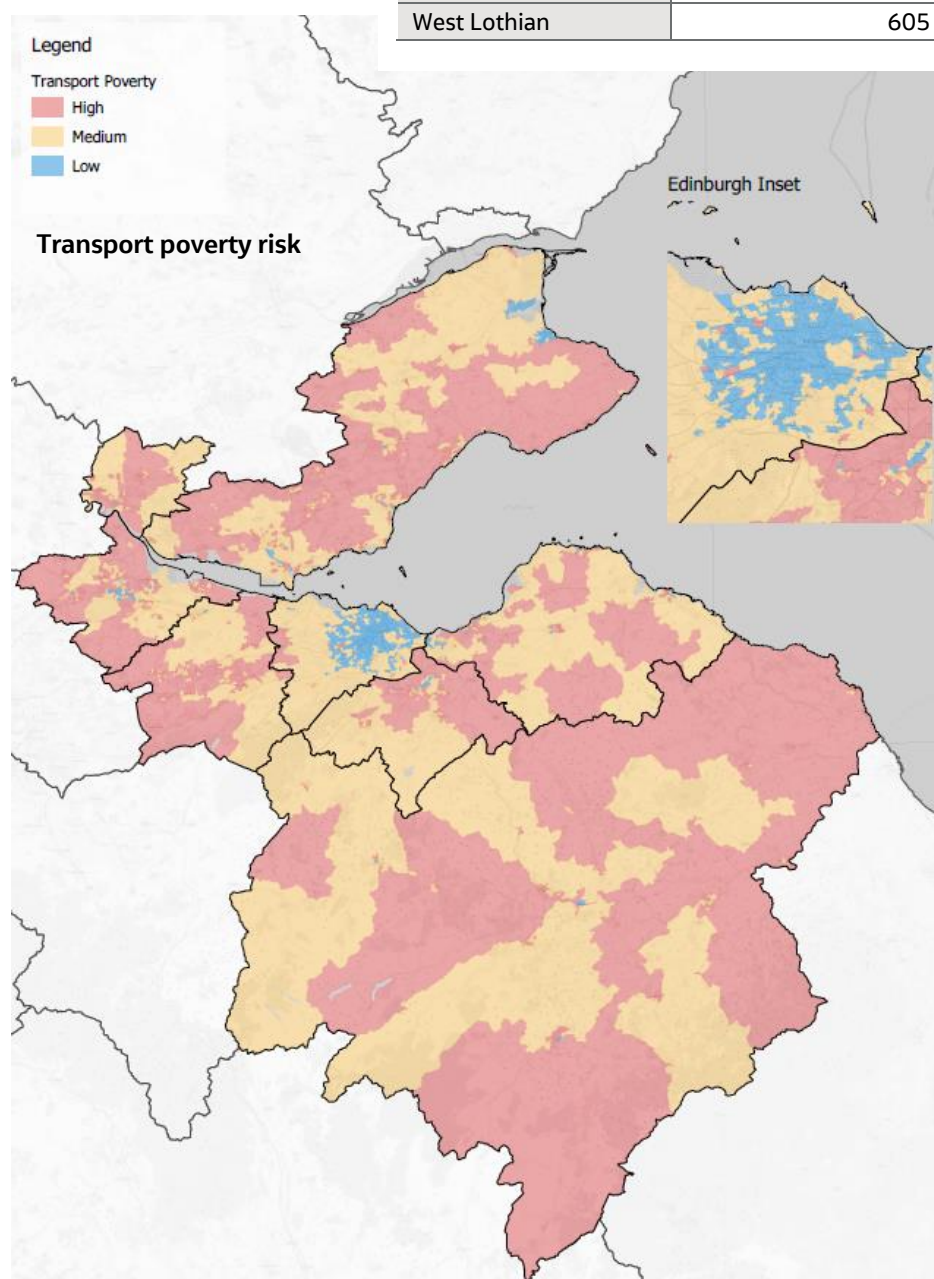 West Lothian 605
Legend
Transport Poverty
High
Medium
Low
Edinburgh Inset
Transport poverty risk